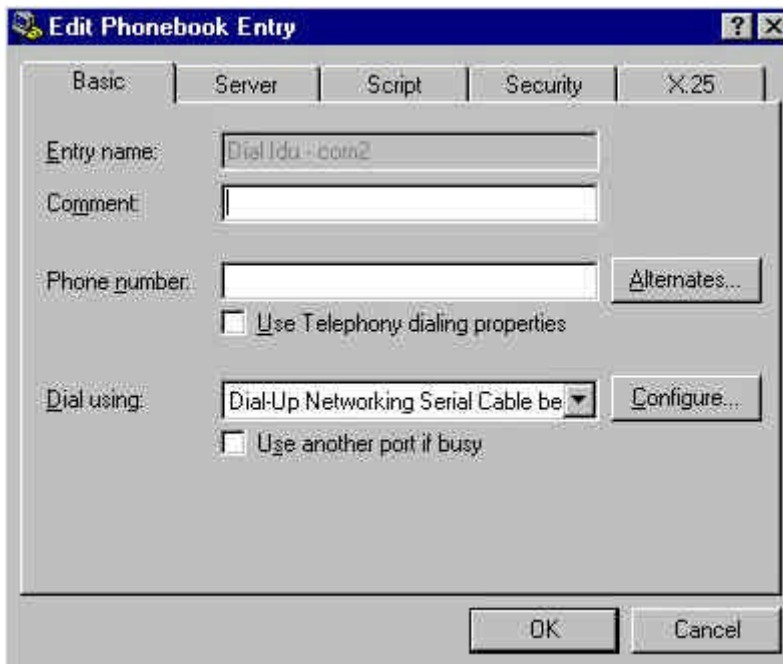 Edit Phonebook Entry
Basic Server Script Security X.25
Entry name: Dial Idu - com2
Comment:
Phone number: Alternates...
Use Telephony dialing properties
Dial using: Dial-Up Networking Serial Cable be Configure...
Use another port if busy
OK Cancel